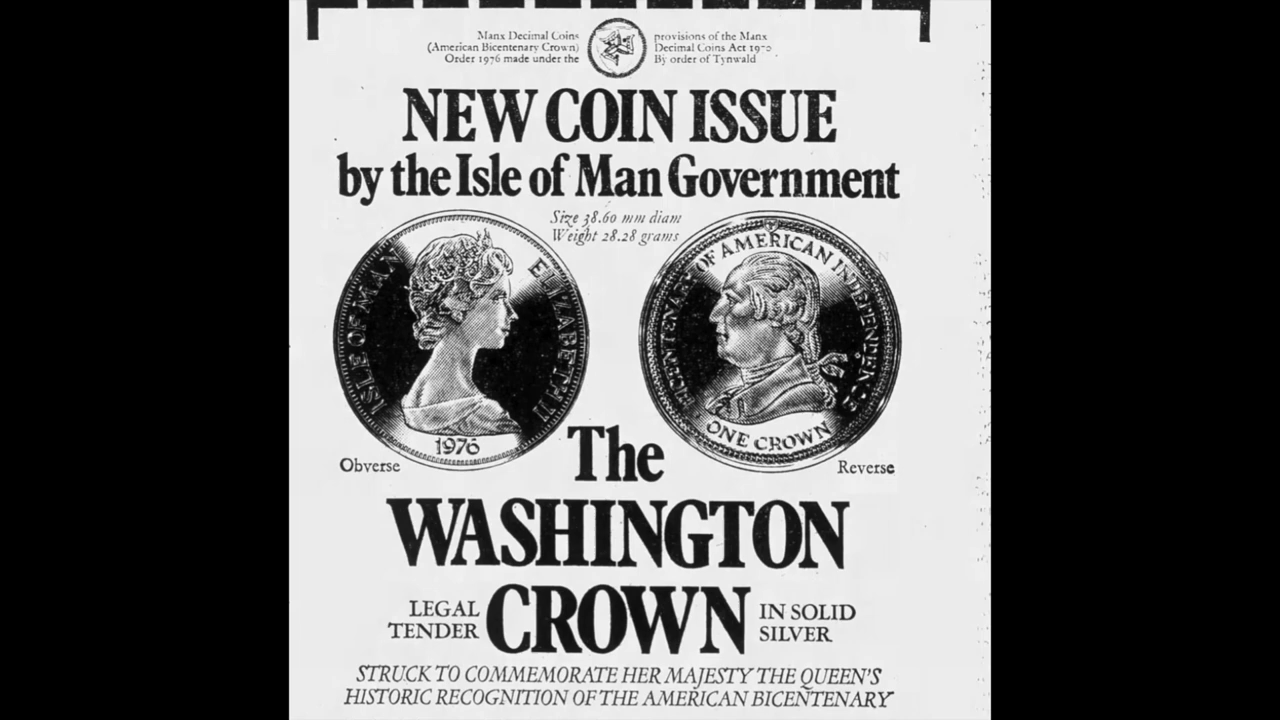 Manx Decimal Coins
(American Bicentenary Crown)
Order 1976 made under the
provisions of the Manx
Decimal Coins Act 1970
By order of Tynwald
NEW COIN ISSUE
by the Isle of Man Government
Size 38.60 mm diam
Weight 28.28 grams
ISLE OF MAN
ELIZABETH II
1976
BICENTENARY OF AMERICAN INDEPENDENCE
ONE CROWN
Obverse
Reverse
The
WASHINGTON
CROWN
LEGAL
TENDER
IN SOLID
SILVER
STRUCK TO COMMEMORATE HER MAJESTY THE QUEEN'S
HISTORIC RECOGNITION OF THE AMERICAN BICENTENARY